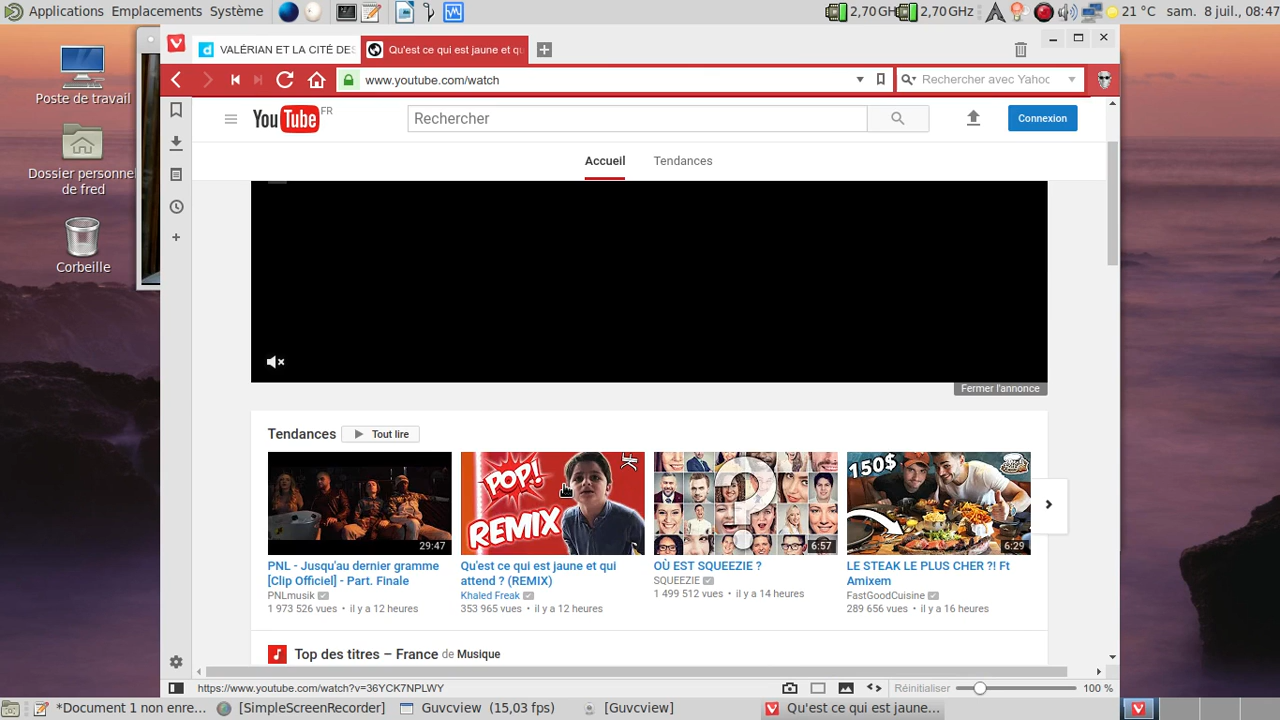 Applications Emplacements Système
2,70 GHz
2,70 GHz
21 °C
sam. 8 juil., 08:47
Poste de travail
Dossier personnel
de fred
Corbeille
VALÉRIAN ET LA CITÉ DES
Qu'est ce qui est jaune et qu
www.youtube.com/watch
Rechercher avec Yahoo
YouTube FR
Rechercher
Connexion
Accueil
Tendances
Fermer l'annonce
Tendances
Tout lire
29:47
POP!
REMIX
6:57
150$
6:29
PNL - Jusqu'au dernier gramme
[Clip Officiel] - Part. Finale
PNLmusik
1 973 526 vues • il y a 12 heures
Qu'est ce qui est jaune et qui
attend ? (REMIX)
Khaled Freak
353 965 vues • il y a 12 heures
OÙ EST SQUEEZIE ?
SQUEEZIE
1 499 512 vues • il y a 14 heures
LE STEAK LE PLUS CHER ?! Ft
Amixem
FastGoodCuisine
289 656 vues • il y a 16 heures
Top des titres – France de Musique
https://www.youtube.com/watch?v=36YCK7NPLWY
Réinitialiser
100 %
*Document 1 non enre...
[SimpleScreenRecorder]
Guvcview (15,03 fps)
[Guvcview]
Qu'est ce qui est jaune...